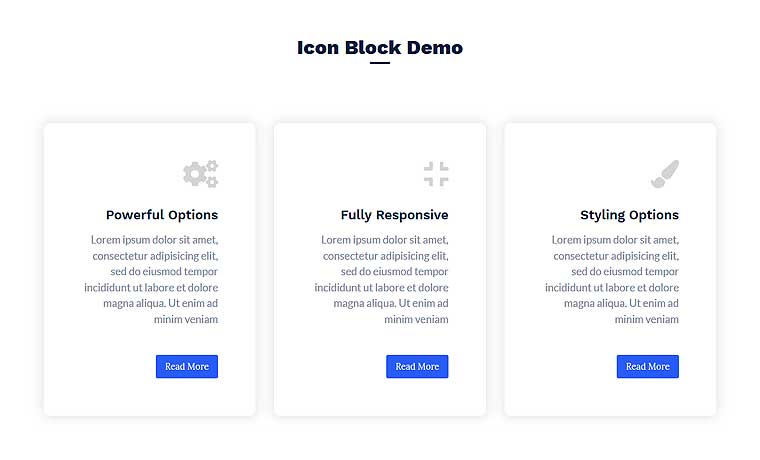 Icon Block Demo
Powerful Options
Lorem ipsum dolor sit amet,
consectetur adipisicing elit,
sed do eiusmod tempor
incididunt ut labore et dolore
magna aliqua. Ut enim ad
minim veniam
Read More
Fully Responsive
Lorem ipsum dolor sit amet,
consectetur adipisicing elit,
sed do eiusmod tempor
incididunt ut labore et dolore
magna aliqua. Ut enim ad
minim veniam
Read More
Styling Options
Lorem ipsum dolor sit amet,
consectetur adipisicing elit,
sed do eiusmod tempor
incididunt ut labore et dolore
magna aliqua. Ut enim ad
minim veniam
Read More